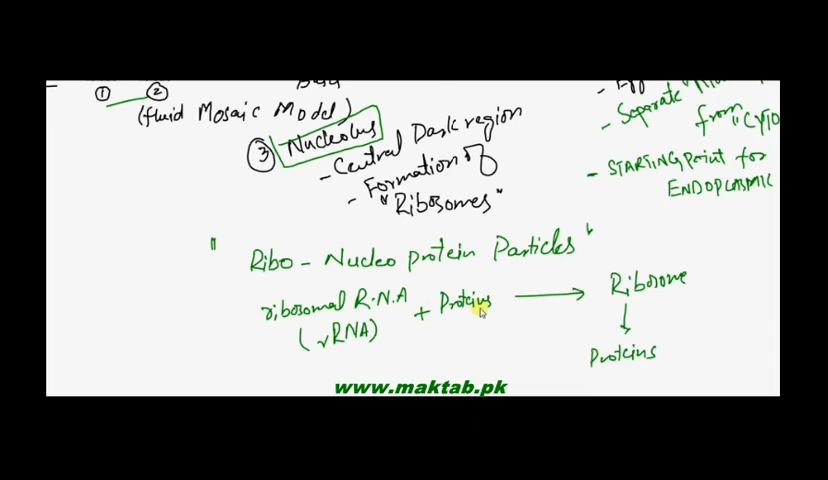 ① ②
(fluid Mosaic Model)
③ Nucleolus
- Central Dark region
- Formation of
- "Ribosomes"
- Separate
from "CYTO
- STARTING point for
ENDOPLASMIC
"Ribo - Nucleo protein Particles"
ribosomal R.N.A + Proteins → Ribosome
(rRNA)
Proteins
www.maktab.pk